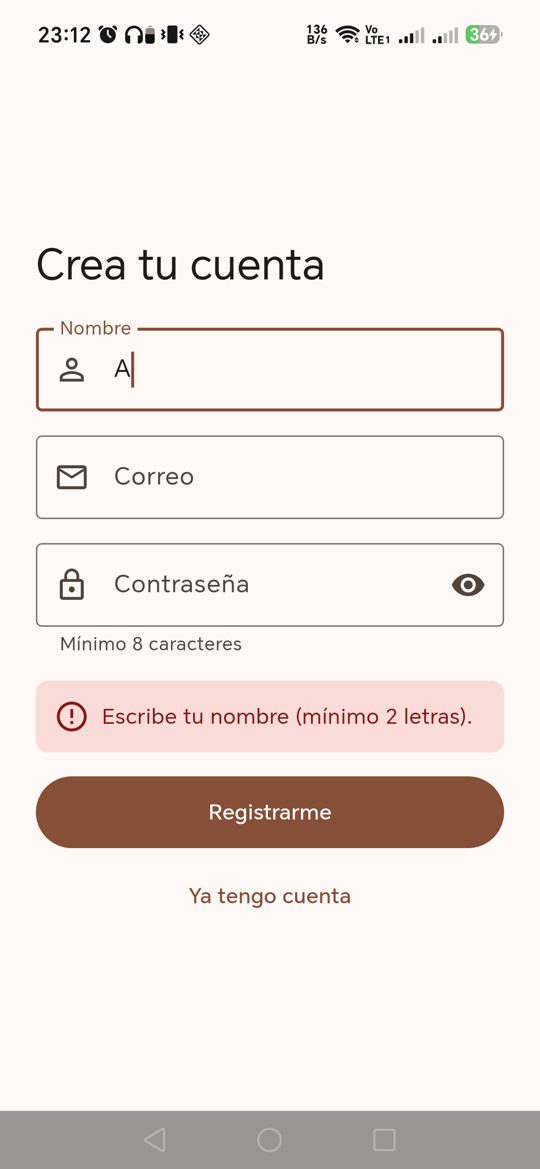 23:12
136 B/s
Vo LTE1
36
Crea tu cuenta
Nombre
A
Correo
Contraseña
Mínimo 8 caracteres
Escribe tu nombre (mínimo 2 letras).
Registrarme
Ya tengo cuenta